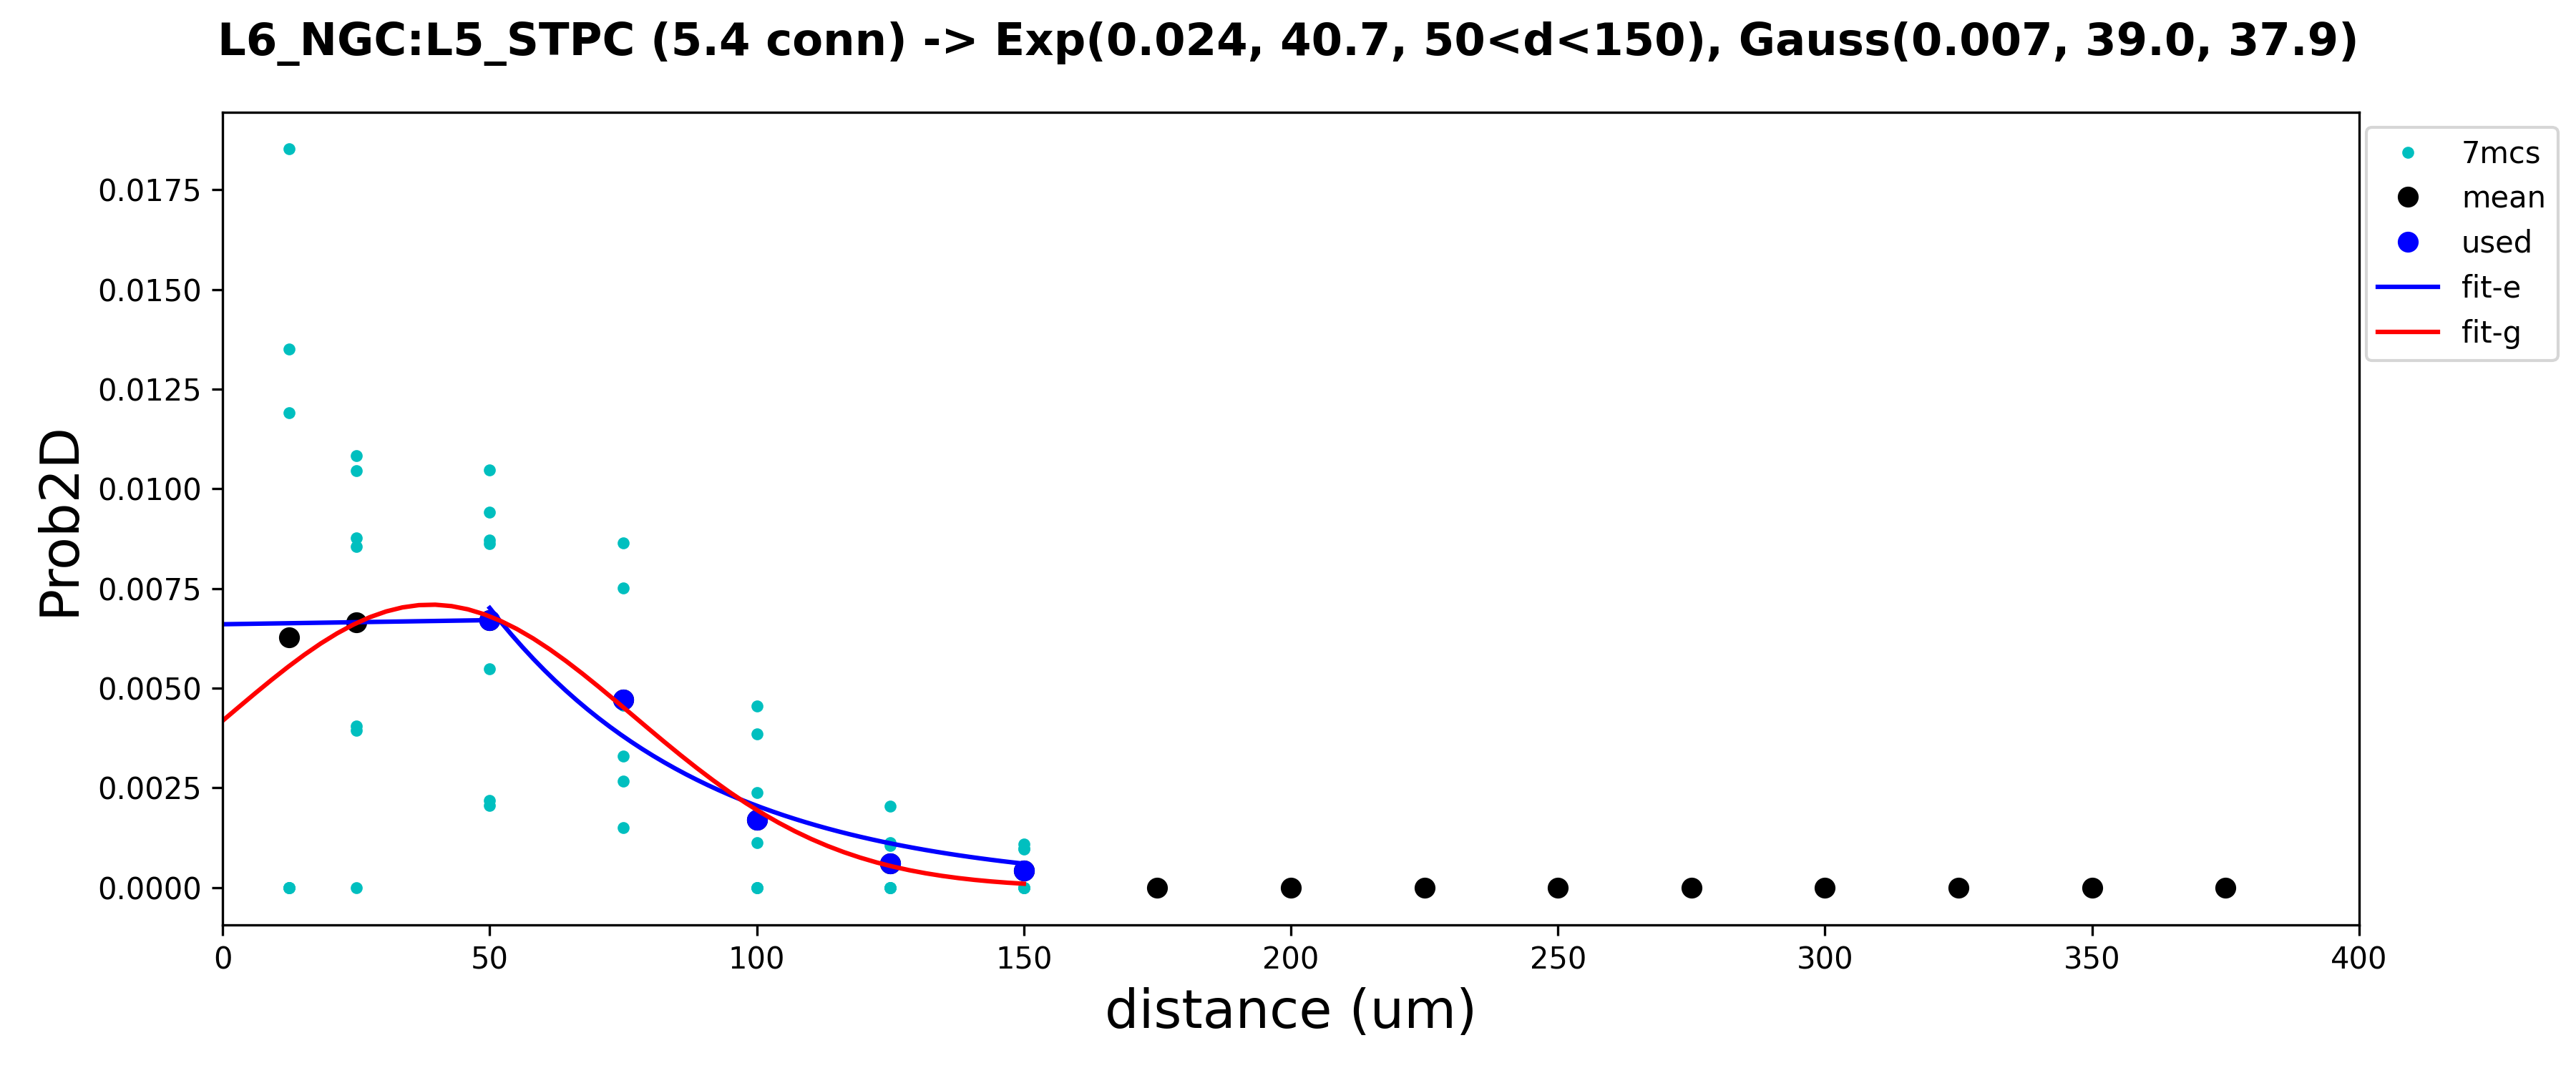 L6_NGC:L5_STPC (5.4 conn) -> Exp(0.024, 40.7, 50<d<150), Gauss(0.007, 39.0, 37.9)
7mcs
mean
used
fit-e
fit-g
Prob2D
0.0175
0.0150
0.0125
0.0100
0.0075
0.0050
0.0025
0.0000
0 50 100 150 200 250 300 350 400
distance (um)